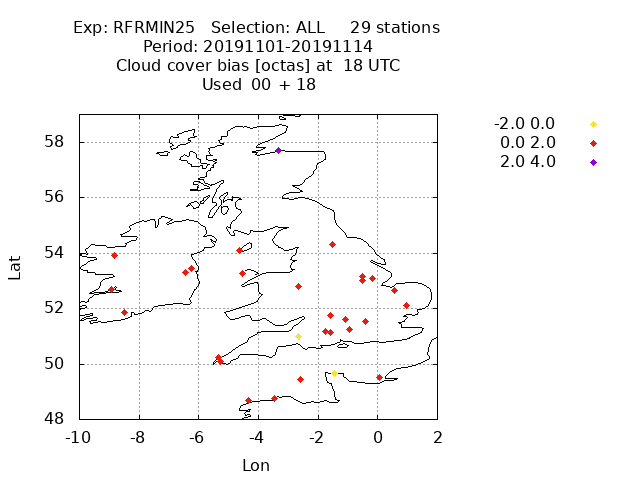 Exp: RFRMIN25   Selection: ALL     29 stations
Period: 20191101-20191114
Cloud cover bias [octas] at  18 UTC
Used  00  + 18
-2.0 0.0
0.0 2.0
2.0 4.0
58
56
54
52
50
48
Lat
-10 -8 -6 -4 -2 0 2
Lon